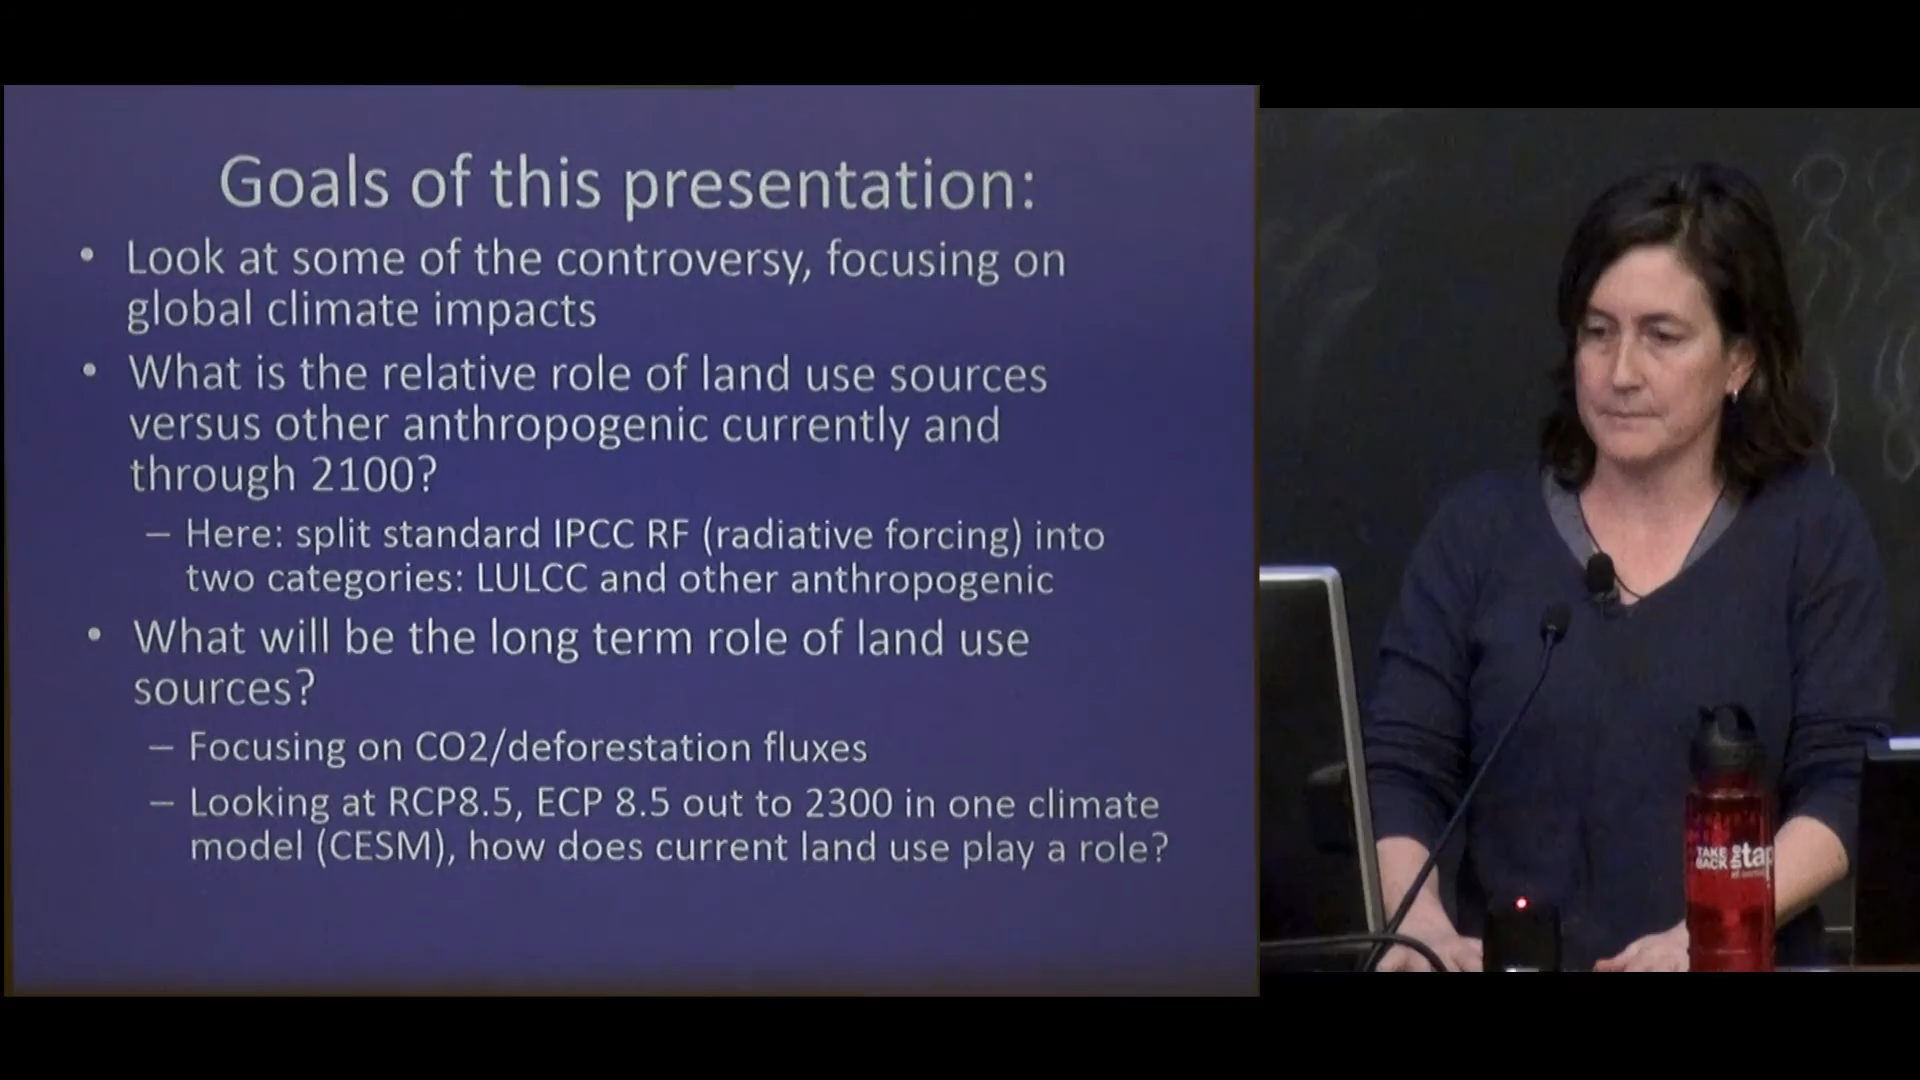 Goals of this presentation:
• Look at some of the controversy, focusing on
global climate impacts
• What is the relative role of land use sources
versus other anthropogenic currently and
through 2100?
– Here: split standard IPCC RF (radiative forcing) into
two categories: LULCC and other anthropogenic
• What will be the long term role of land use
sources?
– Focusing on CO2/deforestation fluxes
– Looking at RCP8.5, ECP 8.5 out to 2300 in one climate
model (CESM), how does current land use play a role?
TAKE
BACK the tap